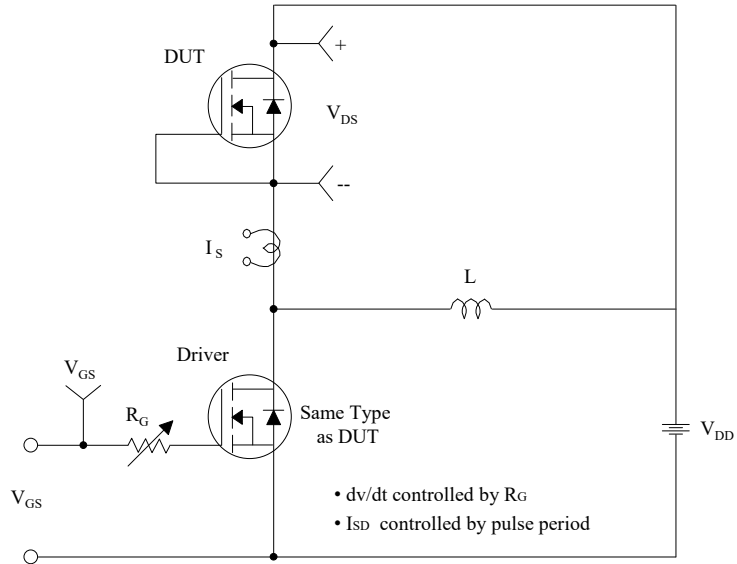 DUT
+
VDS
--
IS
L
Driver
VGS
RG
Same Type
as DUT
VDD
VGS
• dv/dt controlled by RG
• ISD controlled by pulse period